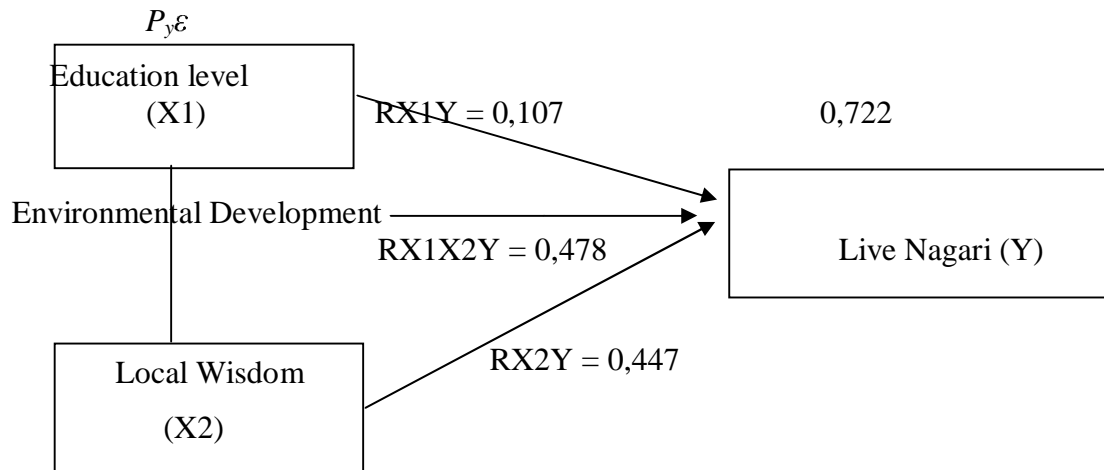 Pyε
Education level
(X1)
RX1Y = 0,107
0,722
Environmental Development
RX1X2Y = 0,478
Live Nagari (Y)
RX2Y = 0,447
Local Wisdom
(X2)